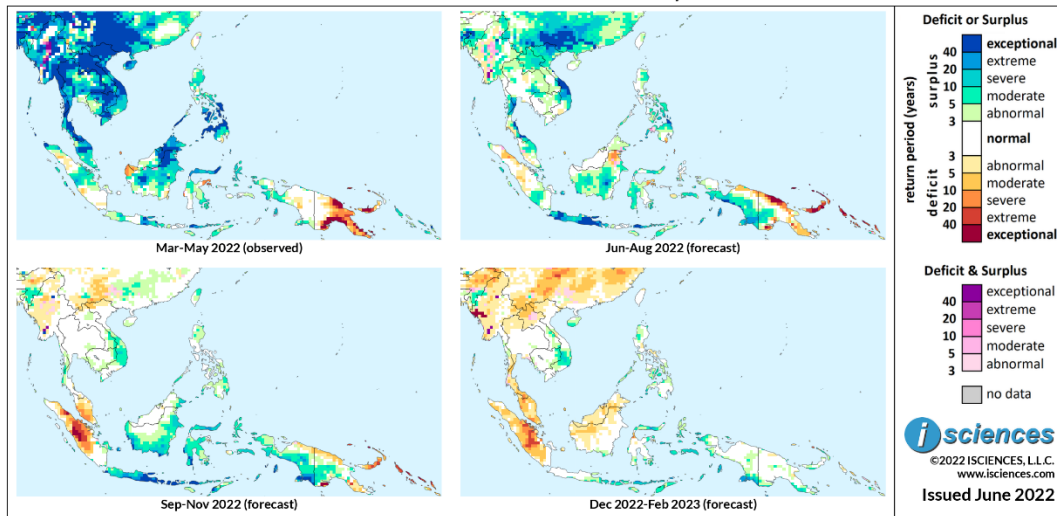 Mar-May 2022 (observed)
Jun-Aug 2022 (forecast)
Sep-Nov 2022 (forecast)
Dec 2022-Feb 2023 (forecast)
Deficit or Surplus
return period (years)
surplus
deficit
exceptional
40
extreme
20
severe
10
moderate
5
abnormal
3
normal
3
abnormal
5
moderate
10
severe
20
extreme
40
exceptional
Deficit & Surplus
exceptional
40
extreme
20
severe
10
moderate
5
abnormal
3
no data
i sciences
©2022 ISCIENCES, L.L.C.
www.isciences.com
Issued June 2022